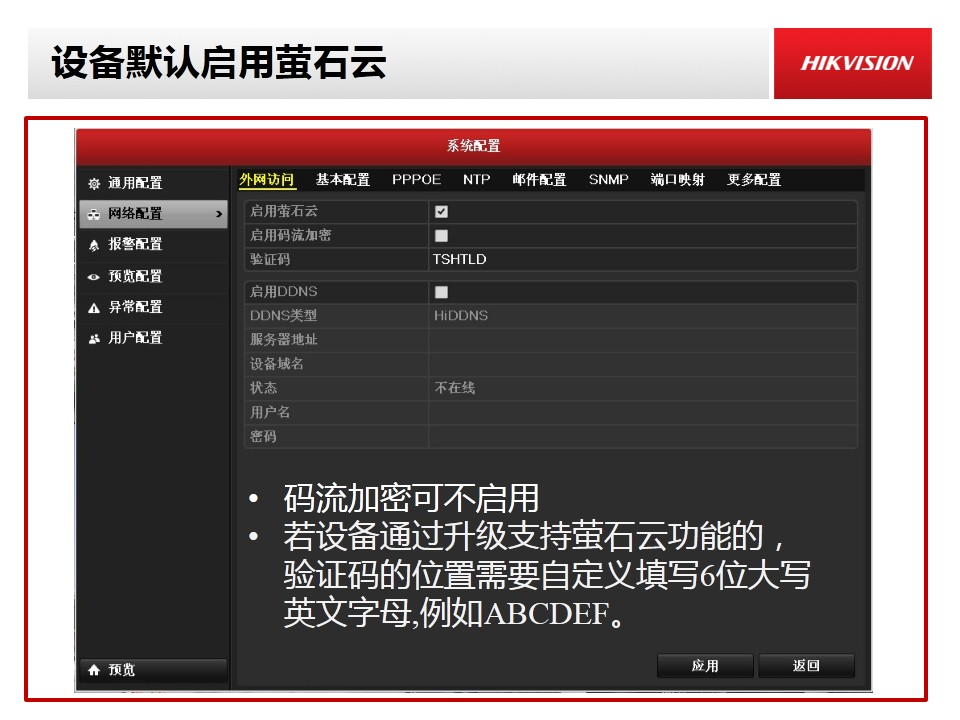 设备默认启用萤石云
HIKVISION
系统配置
通用配置
网络配置
报警配置
预览配置
异常配置
用户配置
预览
外网访问 基本配置 PPPOE NTP 邮件配置 SNMP 端口映射 更多配置
启用萤石云
启用码流加密
验证码 TSHTLD
启用DDNS
DDNS类型 HiDDNS
服务器地址
设备域名
状态 不在线
用户名
密码
• 码流加密可不启用
• 若设备通过升级支持萤石云功能的，
验证码的位置需要自定义填写6位大写
英文字母,例如ABCDEF。
应用 返回